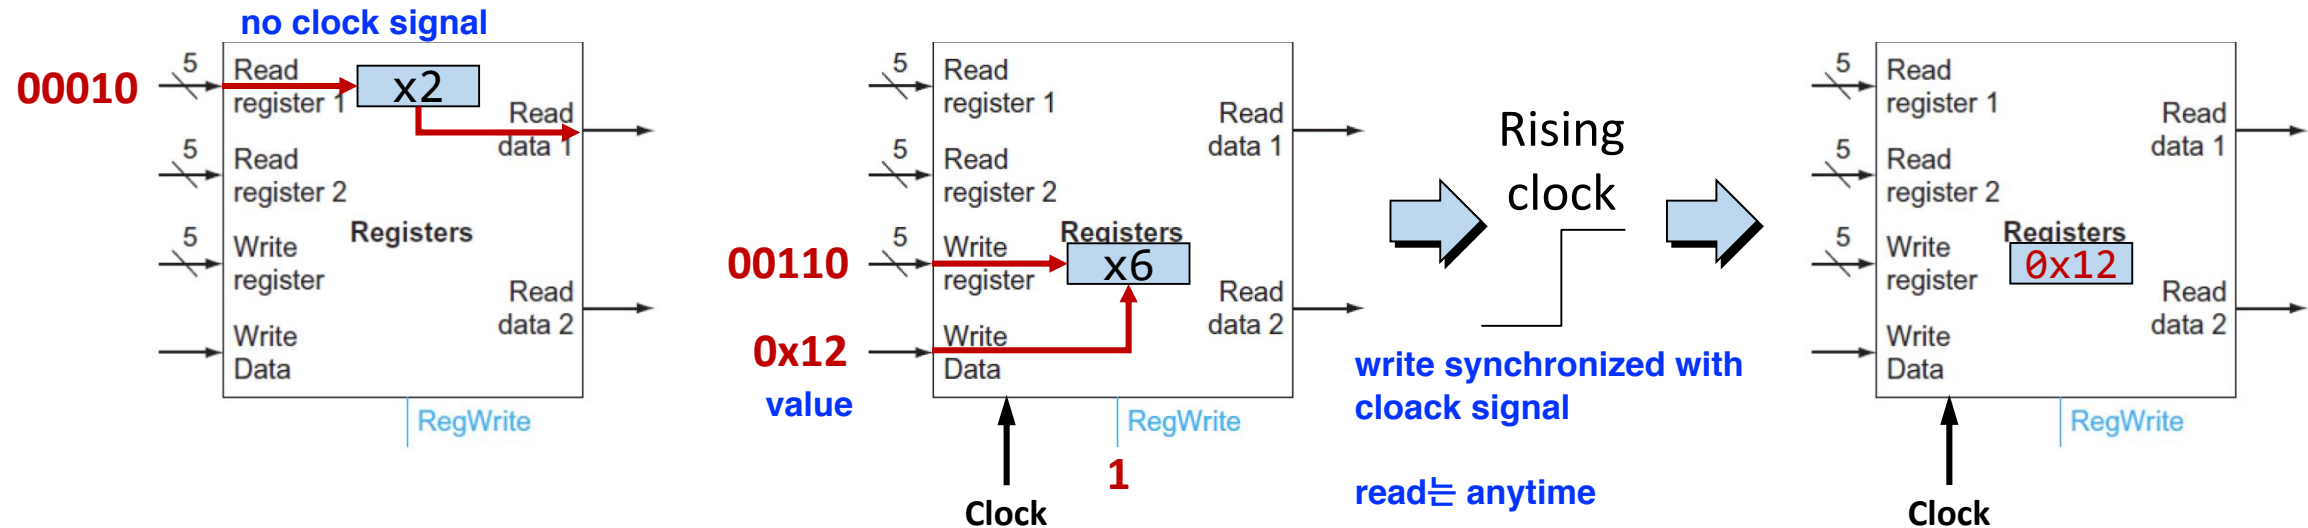 no clock signal
00010
5
Read
register 1
x2
Read
data 1
5
Read
register 2
5
Write
register
Registers
Read
data 2
Write
Data
RegWrite
5
Read
register 1
Read
data 1
5
Read
register 2
00110
5
Write
register
Registers
x6
Read
data 2
0x12
value
Write
Data
RegWrite
1
Clock
Rising
clock
write synchronized with
cloack signal
read는 anytime
5
Read
register 1
Read
data 1
5
Read
register 2
5
Write
register
Registers
0x12
Read
data 2
Write
Data
RegWrite
Clock